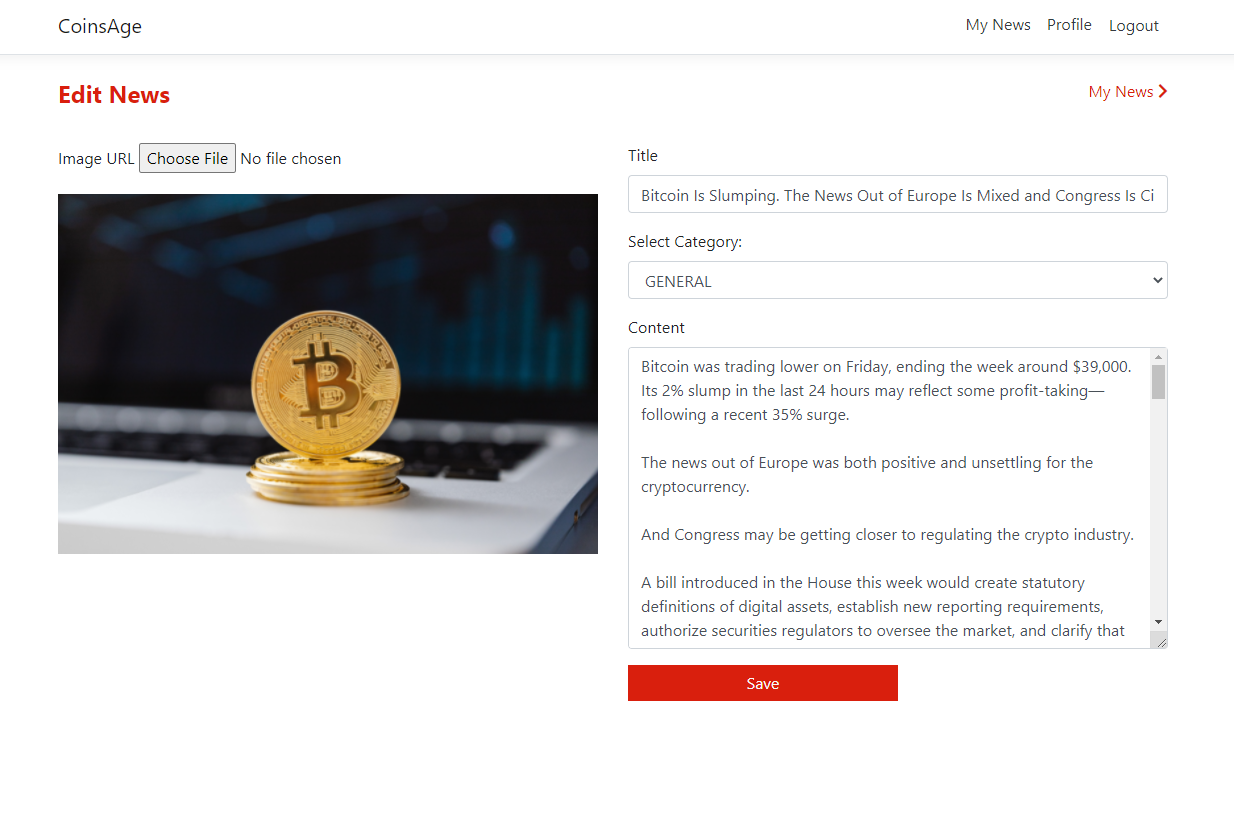 CoinsAge
My News Profile Logout
Edit News
My News
Image URL Choose File No file chosen
Title
Bitcoin Is Slumping. The News Out of Europe Is Mixed and Congress Is Ci
Select Category:
GENERAL
Content
Bitcoin was trading lower on Friday, ending the week around $39,000.
Its 2% slump in the last 24 hours may reflect some profit-taking—
following a recent 35% surge.
The news out of Europe was both positive and unsettling for the
cryptocurrency.
And Congress may be getting closer to regulating the crypto industry.
A bill introduced in the House this week would create statutory
definitions of digital assets, establish new reporting requirements,
authorize securities regulators to oversee the market, and clarify that
Save